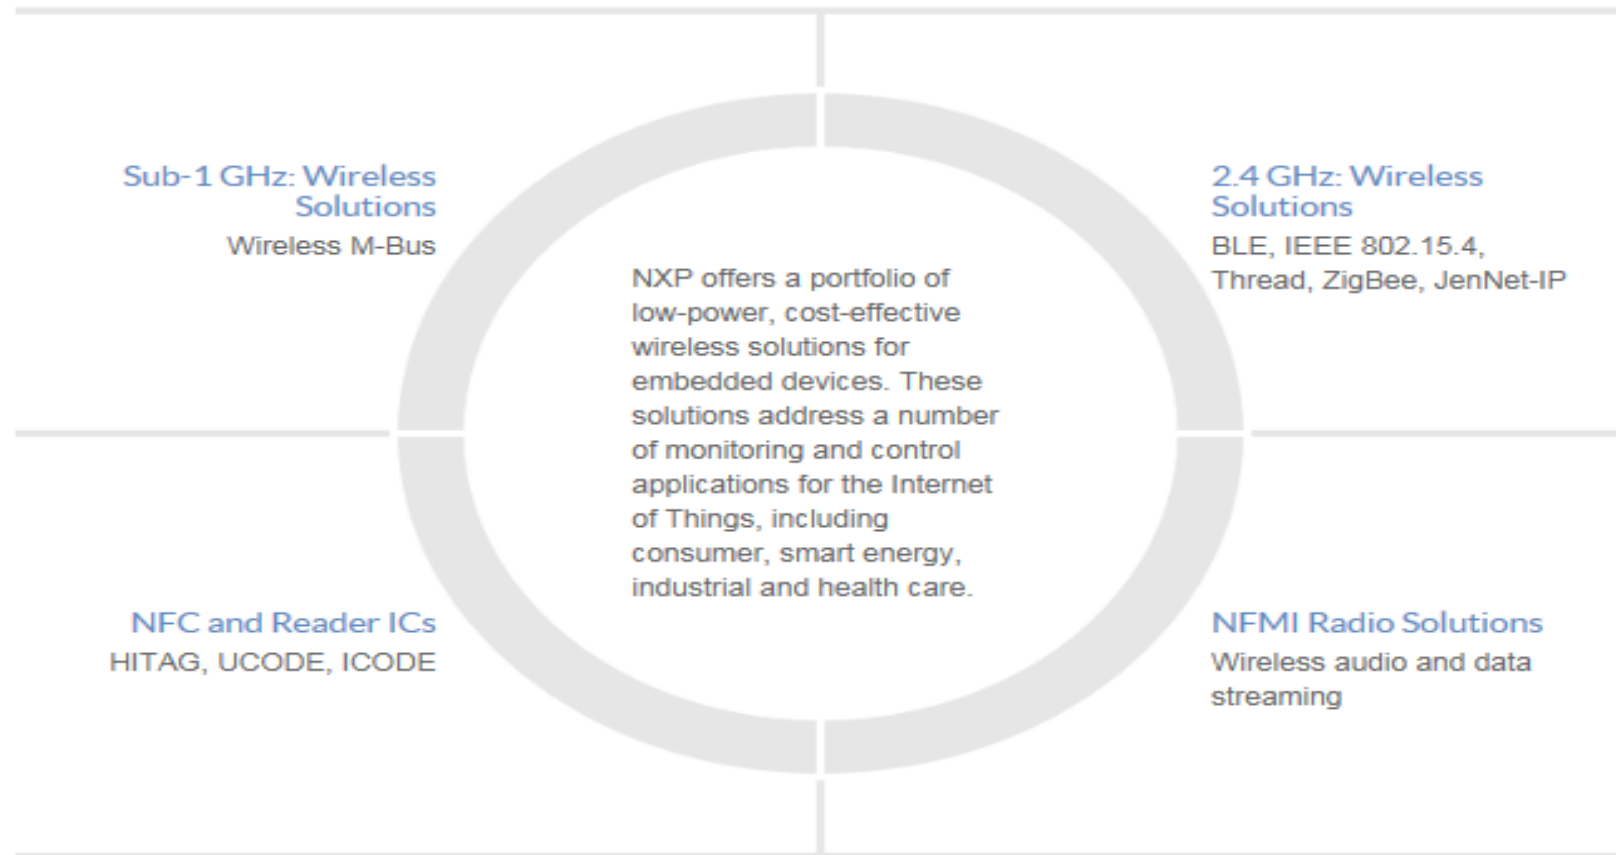 Sub-1 GHz: Wireless
Solutions
Wireless M-Bus
2.4 GHz: Wireless
Solutions
BLE, IEEE 802.15.4,
Thread, ZigBee, JenNet-IP
NXP offers a portfolio of
low-power, cost-effective
wireless solutions for
embedded devices. These
solutions address a number
of monitoring and control
applications for the Internet
of Things, including
consumer, smart energy,
industrial and health care.
NFC and Reader ICs
HITAG, UCODE, ICODE
NFMI Radio Solutions
Wireless audio and data
streaming